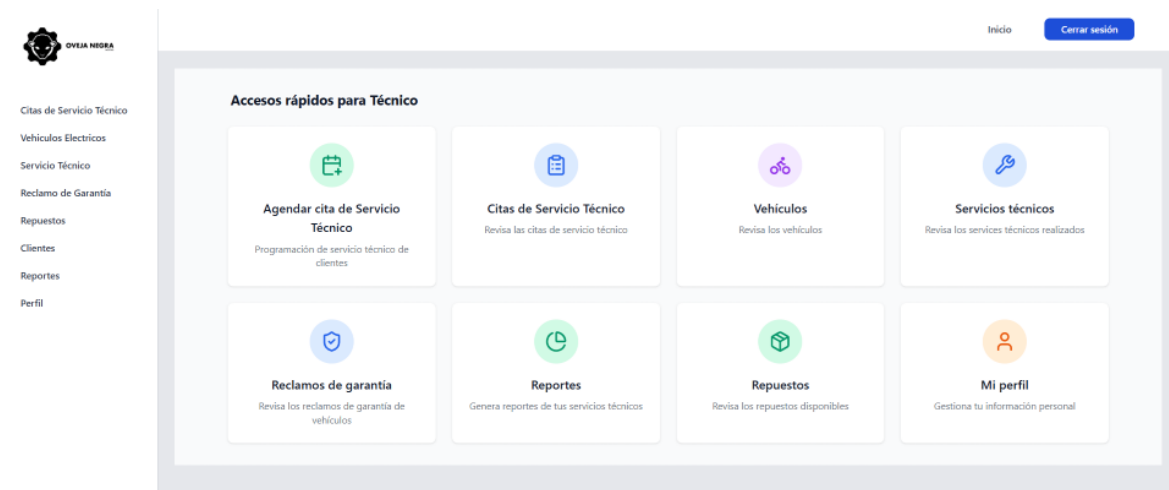 OVEJA NEGRA
Inicio
Cerrar sesión
Citas de Servicio Técnico
Vehiculos Electricos
Servicio Técnico
Reclamo de Garantía
Repuestos
Clientes
Reportes
Perfil
Accesos rápidos para Técnico
Agendar cita de Servicio
Técnico
Programación de servicio técnico de
clientes
Citas de Servicio Técnico
Revisa las citas de servicio técnico
Vehículos
Revisa los vehículos
Servicios técnicos
Revisa los services técnicos realizados
Reclamos de garantía
Revisa los reclamos de garantía de
vehículos
Reportes
Genera reportes de tus servicios técnicos
Repuestos
Revisa los repuestos disponibles
Mi perfil
Gestiona tu información personal